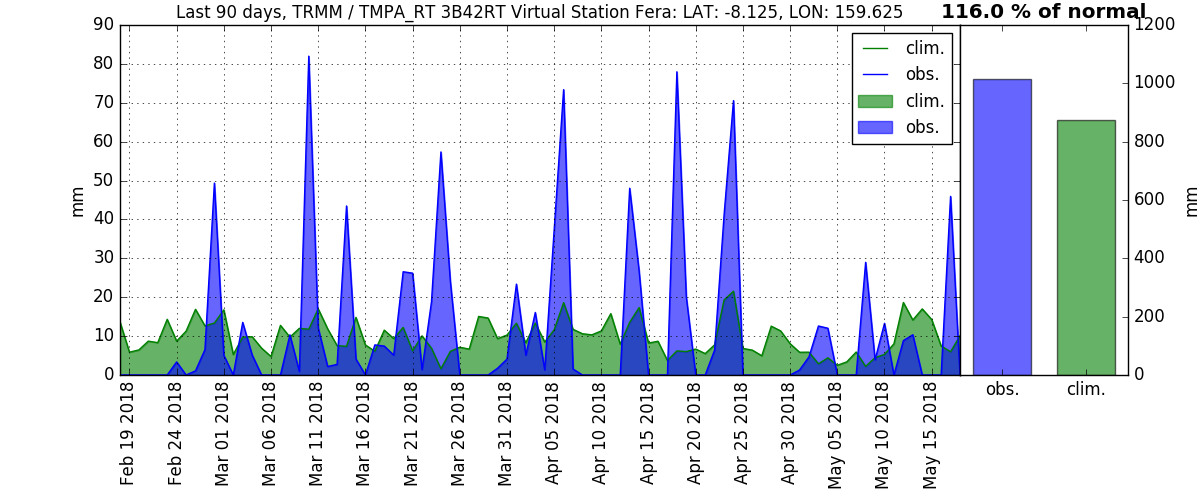 Last 90 days, TRMM / TMPA_RT 3B42RT Virtual Station Fera: LAT: -8.125, LON: 159.625
116.0 % of normal
90
80
70
60
50
40
30
20
10
0
mm
clim.
obs.
clim.
obs.
1200
1000
800
600
400
200
0
mm
Feb 19 2018
Feb 24 2018
Mar 01 2018
Mar 06 2018
Mar 11 2018
Mar 16 2018
Mar 21 2018
Mar 26 2018
Mar 31 2018
Apr 05 2018
Apr 10 2018
Apr 15 2018
Apr 20 2018
Apr 25 2018
Apr 30 2018
May 05 2018
May 10 2018
May 15 2018
obs.
clim.